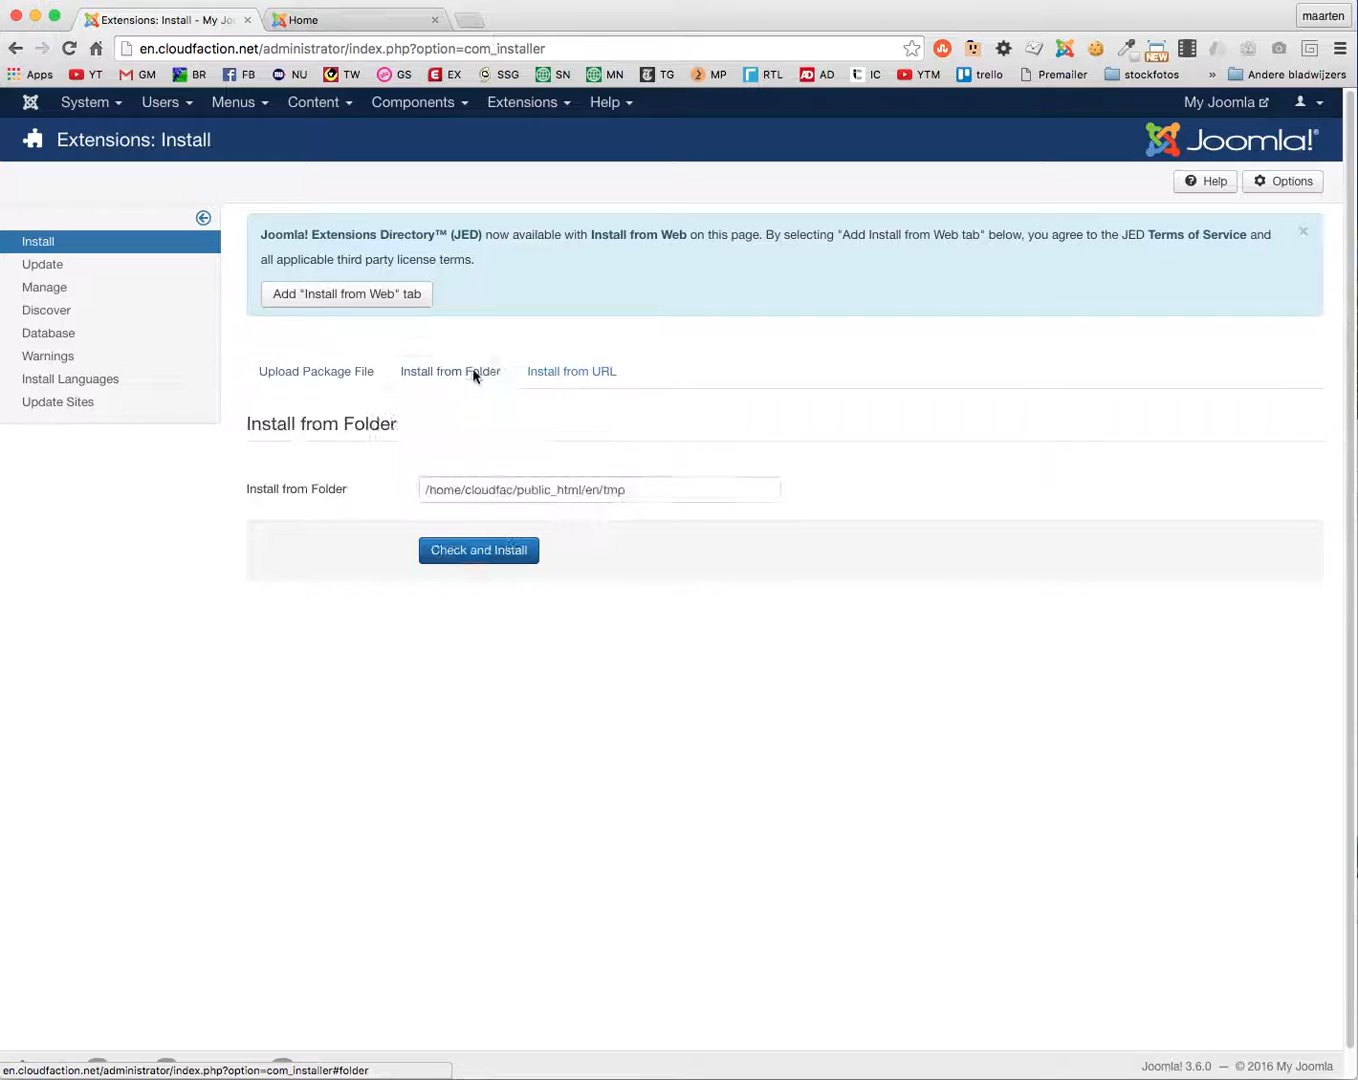 Extensions: Install - My Jo
Home
maarten
en.cloudfaction.net/administrator/index.php?option=com_installer
NEW
Apps YT GM BR FB NU TW GS EX SSG SN MN TG MP RTL AD IC YTM trello Premailer stockfotos » Andere bladwijzers
System Users Menus Content Components Extensions Help My Joomla
Extensions: Install
Joomla!®
Help Options
Install
Update
Manage
Discover
Database
Warnings
Install Languages
Update Sites
Joomla! Extensions Directory™ (JED) now available with Install from Web on this page. By selecting "Add Install from Web tab" below, you agree to the JED Terms of Service and
all applicable third party license terms.
×
Add "Install from Web" tab
Upload Package File Install from Folder Install from URL
Install from Folder
Install from Folder /home/cloudfac/public_html/en/tmp
Check and Install
en.cloudfaction.net/administrator/index.php?option=com_installer#folder
Joomla! 3.6.0 — © 2016 My Joomla